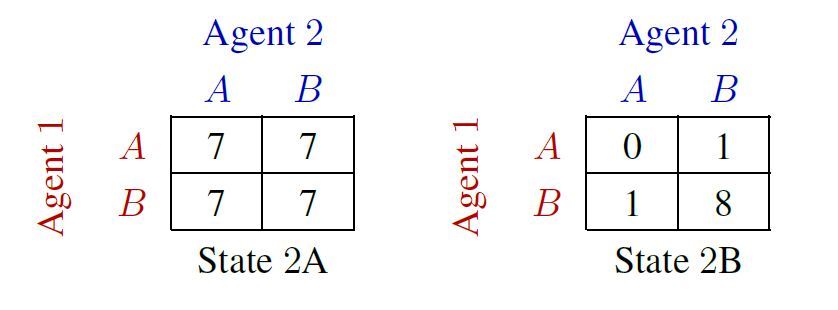 Agent 2
A B
Agent 1
A 7 7
B 7 7
State 2A
Agent 2
A B
Agent 1
A 0 1
B 1 8
State 2B